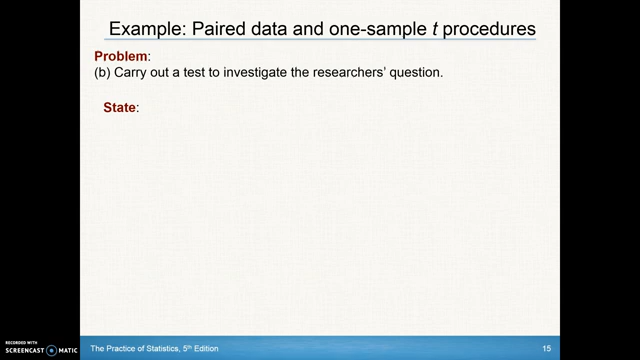 Example: Paired data and one-sample t procedures
Problem:
(b) Carry out a test to investigate the researchers’ question.
State:
RECORDED WITH
SCREENCAST MATIC
The Practice of Statistics, 5th Edition
15